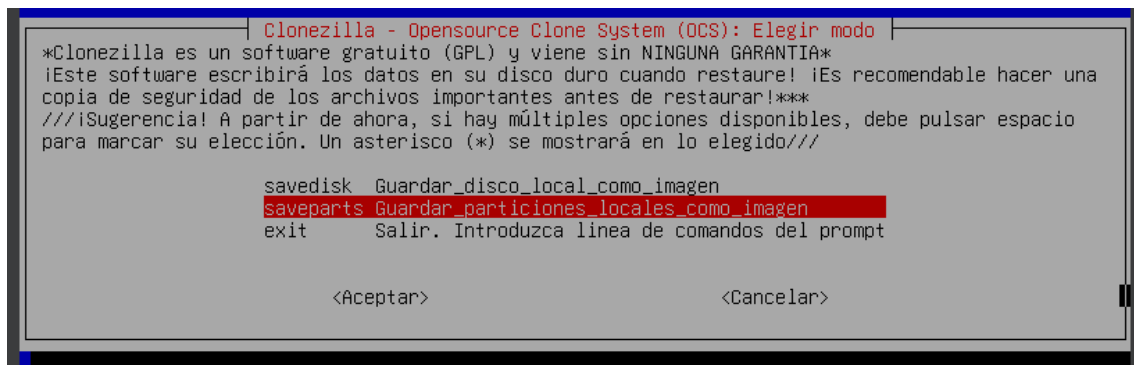 Clonezilla - Opensource Clone System (OCS): Elegir modo
*Clonezilla es un software gratuito (GPL) y viene sin NINGUNA GARANTIA*
¡Este software escribirá los datos en su disco duro cuando restaure! ¡Es recomendable hacer una
copia de seguridad de los archivos importantes antes de restaurar!***
///¡Sugerencia! A partir de ahora, si hay múltiples opciones disponibles, debe pulsar espacio
para marcar su elección. Un asterisco (*) se mostrará en lo elegido///
savedisk Guardar_disco_local_como_imagen
saveparts Guardar_particiones_locales_como_imagen
exit Salir. Introduzca linea de comandos del prompt
<Aceptar> <Cancelar>